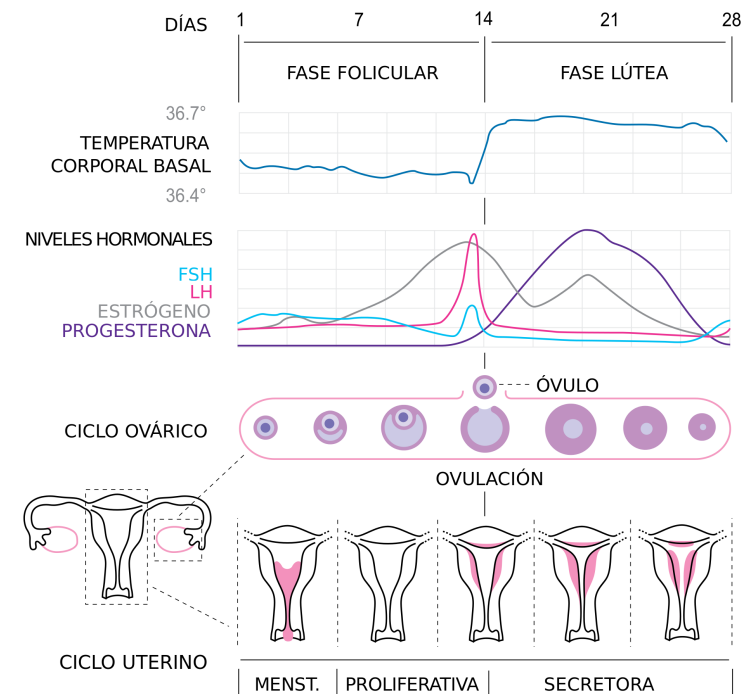 DÍAS 1 7 14 21 28
FASE FOLICULAR FASE LÚTEA
36.7°
TEMPERATURA
CORPORAL BASAL
36.4°
NIVELES HORMONALES
FSH
LH
ESTRÓGENO
PROGESTERONA
ÓVULO
CICLO OVÁRICO
OVULACIÓN
CICLO UTERINO
MENST. PROLIFERATIVA SECRETORA